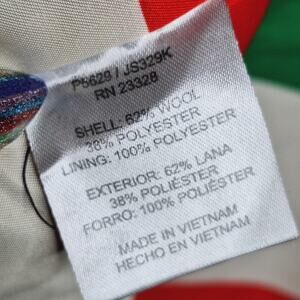 P8629 / JS329K
RN 23328
SHELL: 62% WOOL
38% POLYESTER
LINING: 100% POLYESTER
EXTERIOR: 62% LANA
38% POLIÉSTER
FORRO: 100% POLIÉSTER
MADE IN VIETNAM
HECHO EN VIETNAM